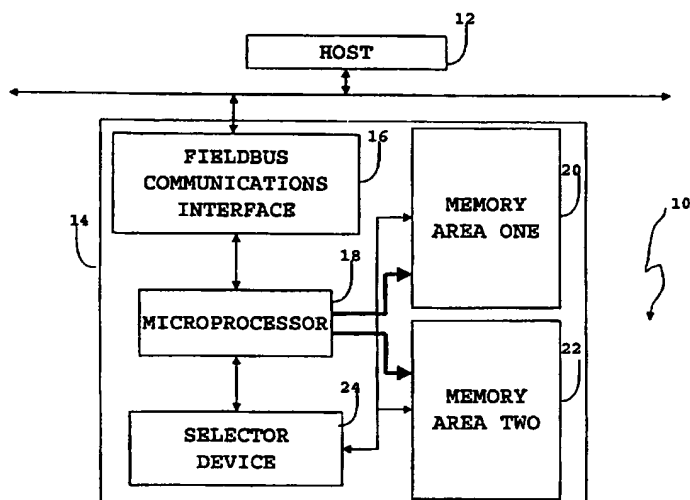 12
HOST
16
FIELDBUS
COMMUNICATIONS
INTERFACE
20
MEMORY
AREA ONE
10
14
18
MICROPROCESSOR
22
MEMORY
AREA TWO
24
SELECTOR
DEVICE